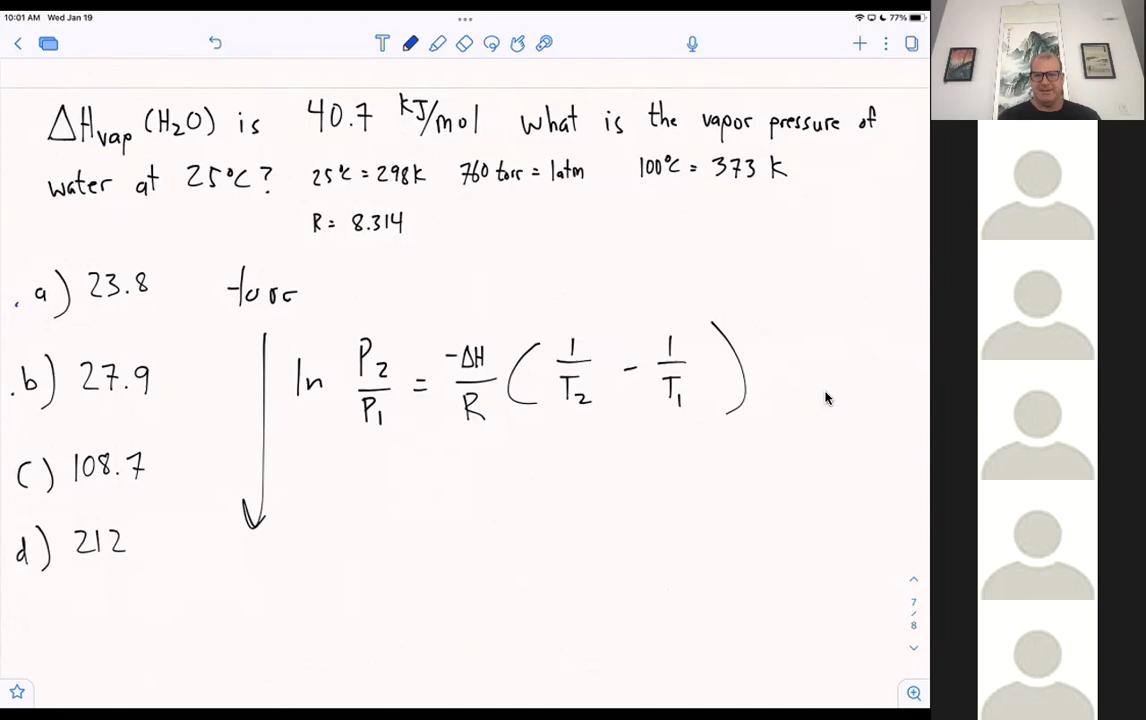 10:01 AM Wed Jan 19
77%
ΔHvap (H₂O) is 40.7 kJ/mol what is the vapor pressure of
water at 25°C? 25°C = 298K 760 torr = 1atm 100°C = 373 K
R = 8.314
a) 23.8 torr
b) 27.9
c) 108.7
d) 212
ln P₂/P₁ = -ΔH/R ( 1/T₂ - 1/T₁ )
7
/
8